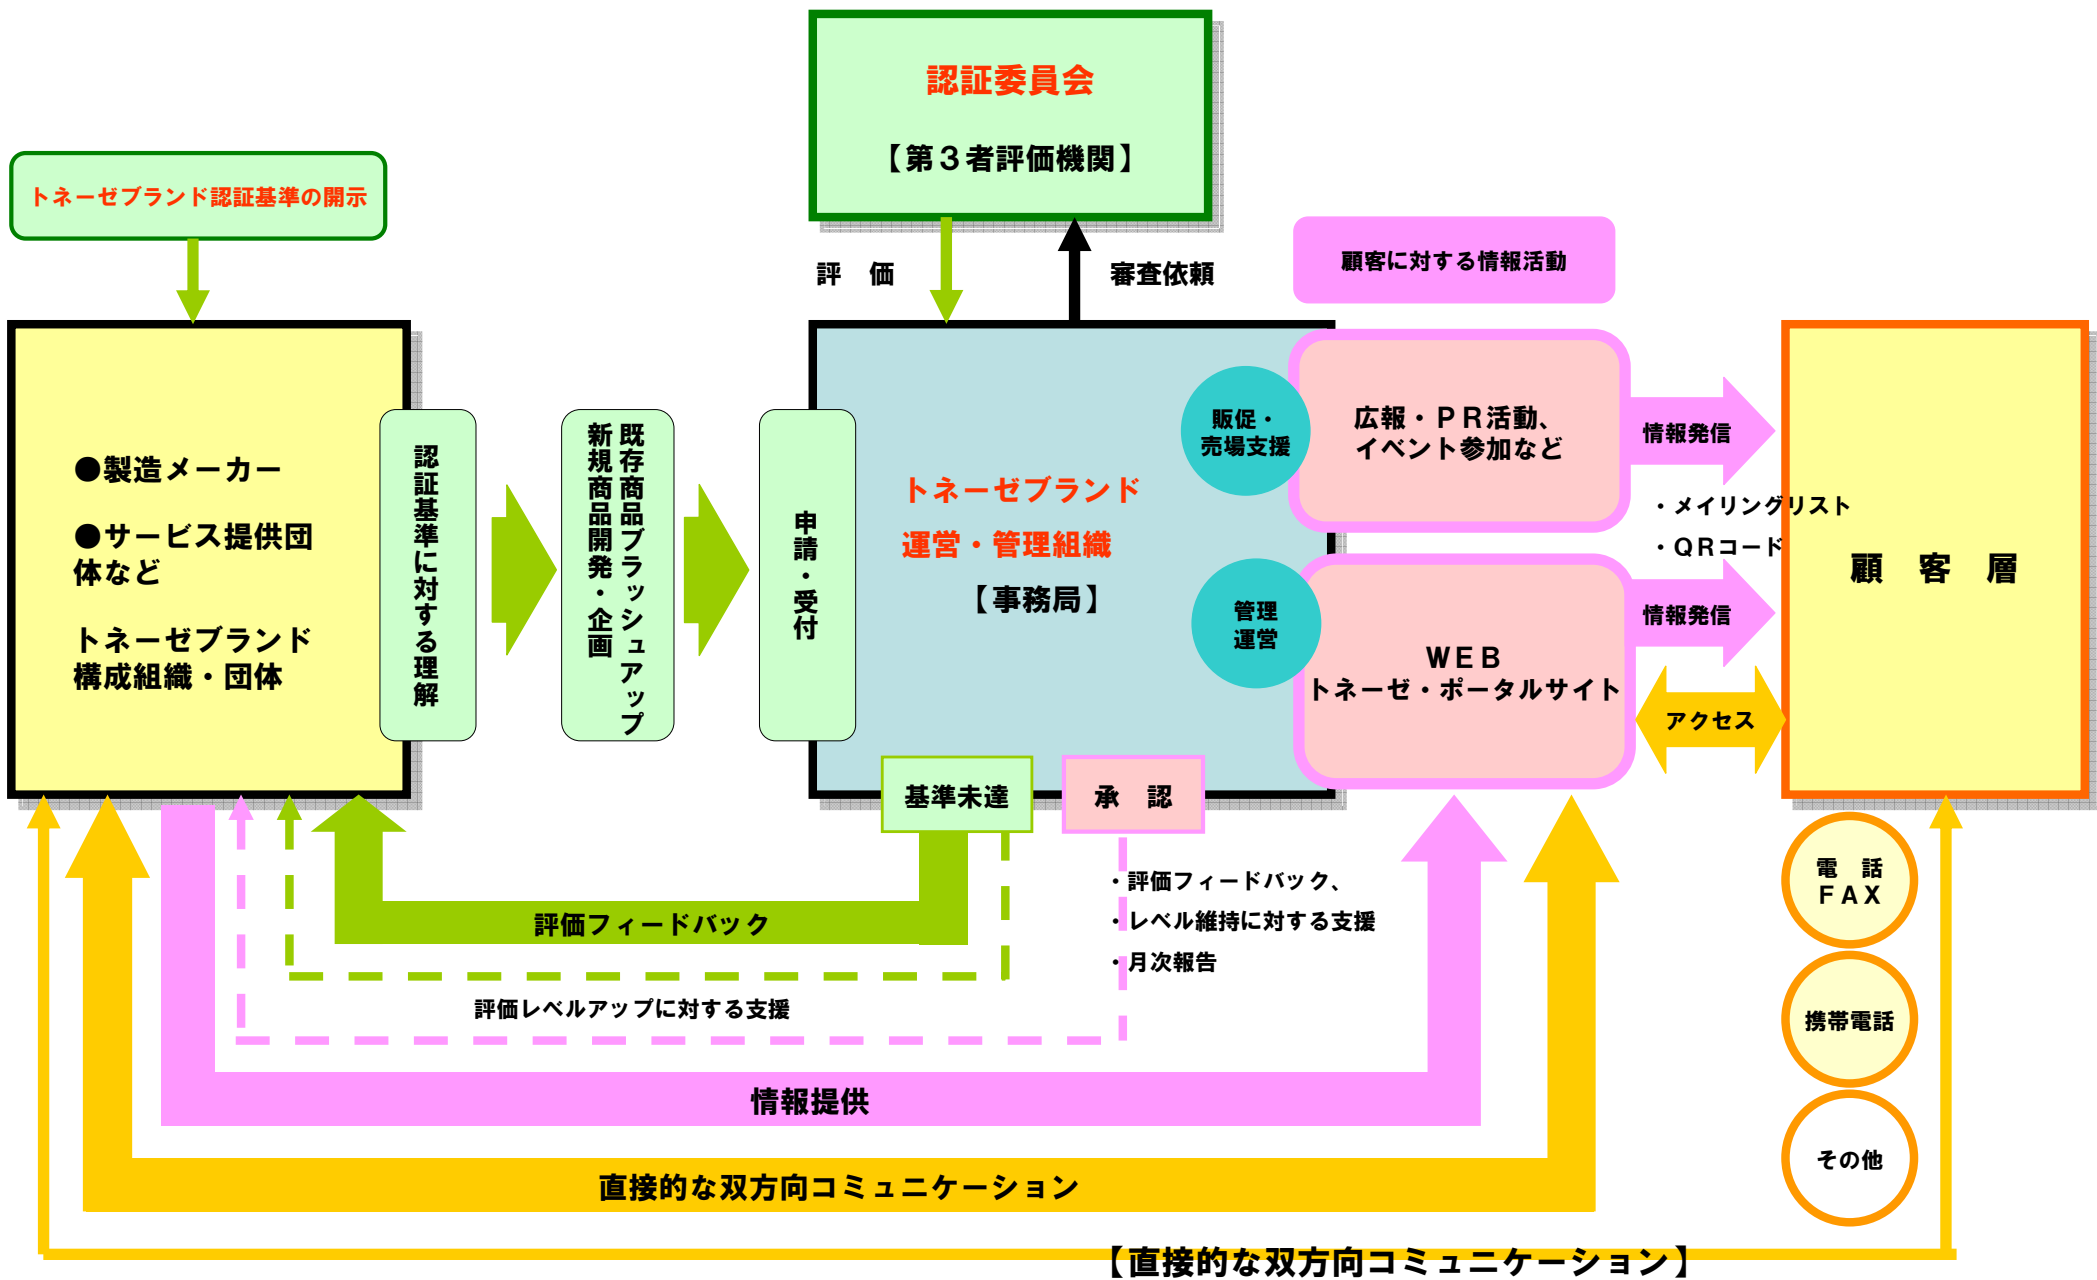 認証委員会
【第３者評価機関】
トネーゼブランド認証基準の開示
評　価
審査依頼
顧客に対する情報活動
●製造メーカー
●サービス提供団
体など
トネーゼブランド
構成組織・団体
認証基準に対する理解
既存商品ブラッシュアップ
新規商品開発・企画
申請・受付
トネーゼブランド
運営・管理組織
【事務局】
販促・
売場支援
広報・ＰＲ活動、
イベント参加など
管理
運営
ＷＥＢ
トネーゼ・ポータルサイト
情報発信
・メイリングリスト
・ＱＲコード
情報発信
アクセス
顧　客　層
基準未達
承　認
評価フィードバック
・評価フィードバック、
・レベル維持に対する支援
・月次報告
評価レベルアップに対する支援
情報提供
直接的な双方向コミュニケーション
【直接的な双方向コミュニケーション】
電　話
ＦＡＸ
携帯電話
その他